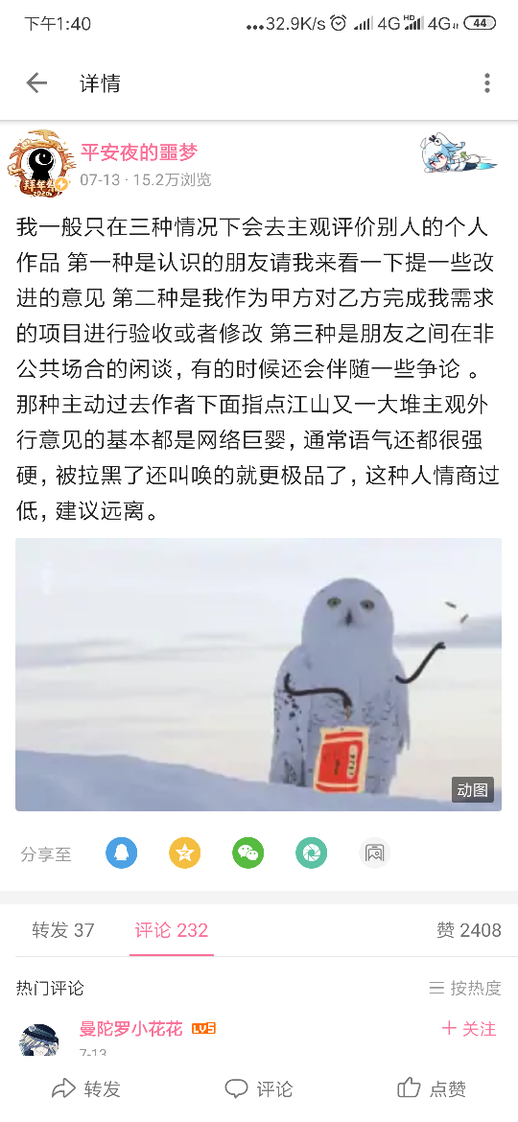 下午1:40
...32.9K/s 4G HD 4G 44
详情
平安夜的噩梦
07-13 · 15.2万浏览
拜年祭
我一般只在三种情况下会去主观评价别人的个人
作品 第一种是认识的朋友请我来看一下提一些改
进的意见 第二种是我作为甲方对乙方完成我需求
的项目进行验收或者修改 第三种是朋友之间在非
公共场合的闲谈，有的时候还会伴随一些争论 。
那种主动过去作者下面指点江山又一大堆主观外
行意见的基本都是网络巨婴，通常语气还都很强
硬，被拉黑了还叫唤的就更极品了，这种人情商过
低，建议远离。
动图
分享至
转发 37 评论 232 赞 2408
热门评论 按热度
曼陀罗小花花 LV5 + 关注
7-13
转发 评论 点赞